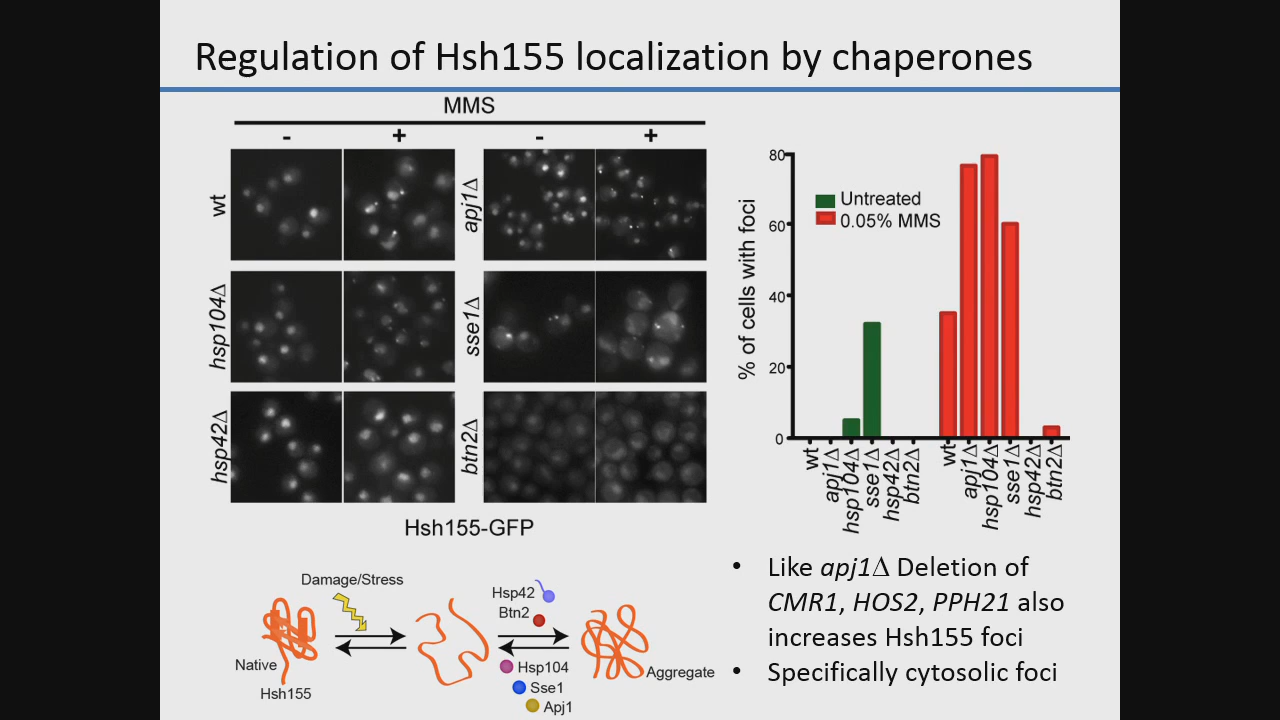 Regulation of Hsh155 localization by chaperones
MMS
- + - +
wt
apj1Δ
hsp104Δ
sse1Δ
hsp42Δ
btn2Δ
Hsh155-GFP
% of cells with foci
80
60
40
20
0
Untreated
0.05% MMS
wt
apj1Δ
hsp104Δ
sse1Δ
hsp42Δ
btn2Δ
wt
apj1Δ
hsp104Δ
sse1Δ
hsp42Δ
btn2Δ
Damage/Stress
Native
Hsh155
Hsp42
Btn2
Hsp104
Sse1
Apj1
Aggregate
• Like apj1Δ Deletion of
CMR1, HOS2, PPH21 also
increases Hsh155 foci
• Specifically cytosolic foci